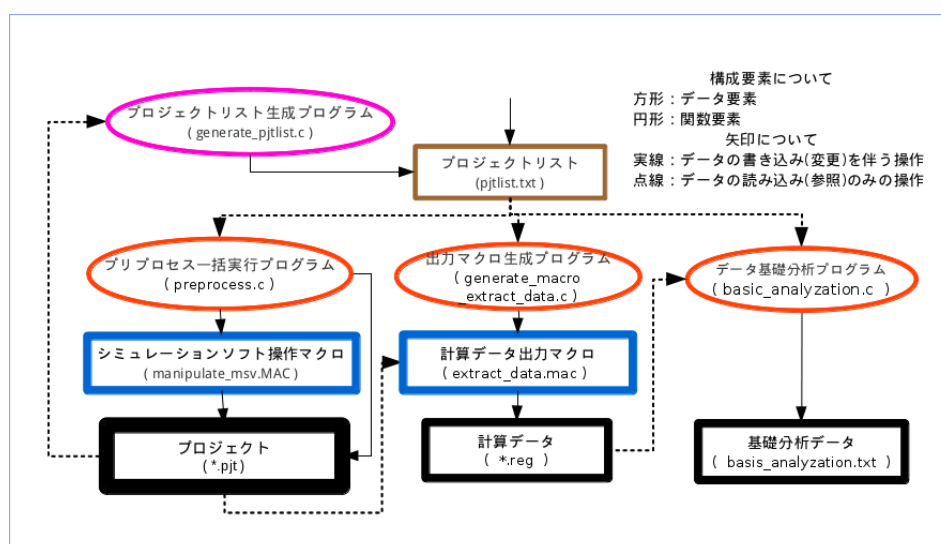 構成要素について
方形：データ要素
円形：関数要素
矢印について
実線：データの書き込み(変更)を伴う操作
点線：データの読み込み(参照)のみの操作
プロジェクトリスト生成プログラム
( generate_pjtlist.c )
プロジェクトリスト
(pjtlist.txt )
プリプロセス一括実行プログラム
( preprocess.c )
出力マクロ生成プログラム
( generate_macro
_extract_data.c )
データ基礎分析プログラム
( basic_analyzation.c )
シミュレーションソフト操作マクロ
( manipulate_msv.MAC )
計算データ出力マクロ
( extract_data.mac )
プロジェクト
( *.pjt)
計算データ
( *.reg )
基礎分析データ
( basis_analyzation.txt )